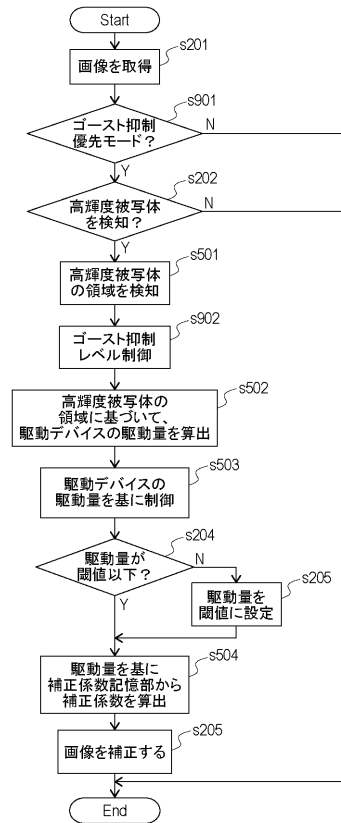 Start
s201
画像を取得
s901
ゴースト抑制
優先モード?
N
Y
s202
高輝度被写体
を検知?
N
Y
s501
高輝度被写体
の領域を検知
s902
ゴースト抑制
レベル制御
s502
高輝度被写体の
領域に基づいて、
駆動デバイスの駆動量を算出
s503
駆動デバイスの
駆動量を基に制御
s204
駆動量が
閾値以下?
N
Y
s205
駆動量を
閾値に設定
s504
駆動量を基に
補正係数記憶部から
補正係数を算出
s205
画像を補正する
End